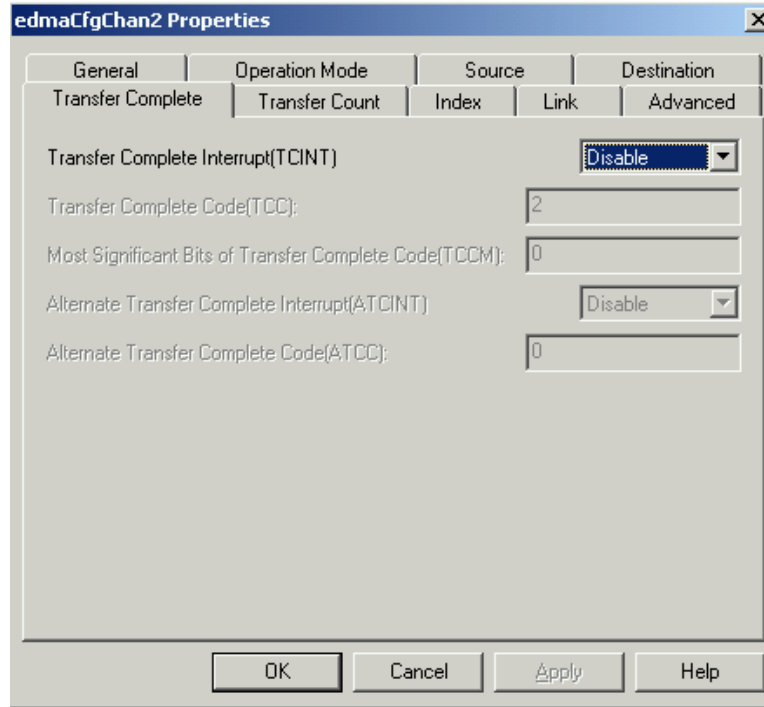 edmaCfgChan2 Properties
General Operation Mode Source Destination
Transfer Complete Transfer Count Index Link Advanced
Transfer Complete Interrupt(TCINT) Disable
Transfer Complete Code(TCC): 2
Most Significant Bits of Transfer Complete Code(TCCM): 0
Alternate Transfer Complete Interrupt(ATCINT) Disable
Alternate Transfer Complete Code(ATCC): 0
OK Cancel Apply Help